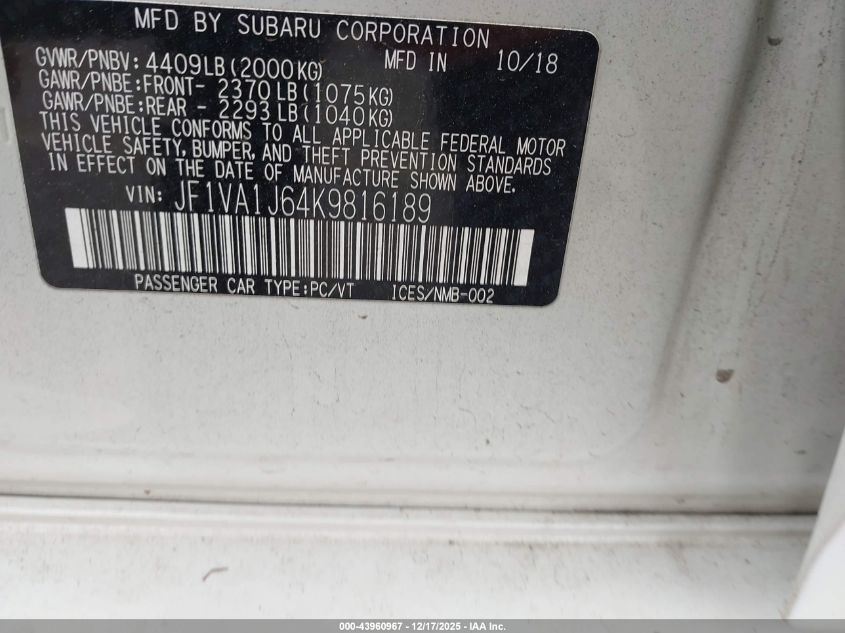 MFD BY SUBARU CORPORATION
GVWR/PNBV: 4409LB(2000KG) MFD IN 10/18
GAWR/PNBE:FRONT- 2370LB(1075KG)
GAWR/PNBE:REAR - 2293LB(1040KG)
THIS VEHICLE CONFORMS TO ALL APPLICABLE FEDERAL MOTOR
VEHICLE SAFETY, BUMPER, AND THEFT PREVENTION STANDARDS
IN EFFECT ON THE DATE OF MANUFACTURE SHOWN ABOVE.
VIN: JF1VA1J64K9816189
PASSENGER CAR TYPE:PC/VT ICES/NMB-002
000-43960967 - 12/17/2025 - IAA Inc.